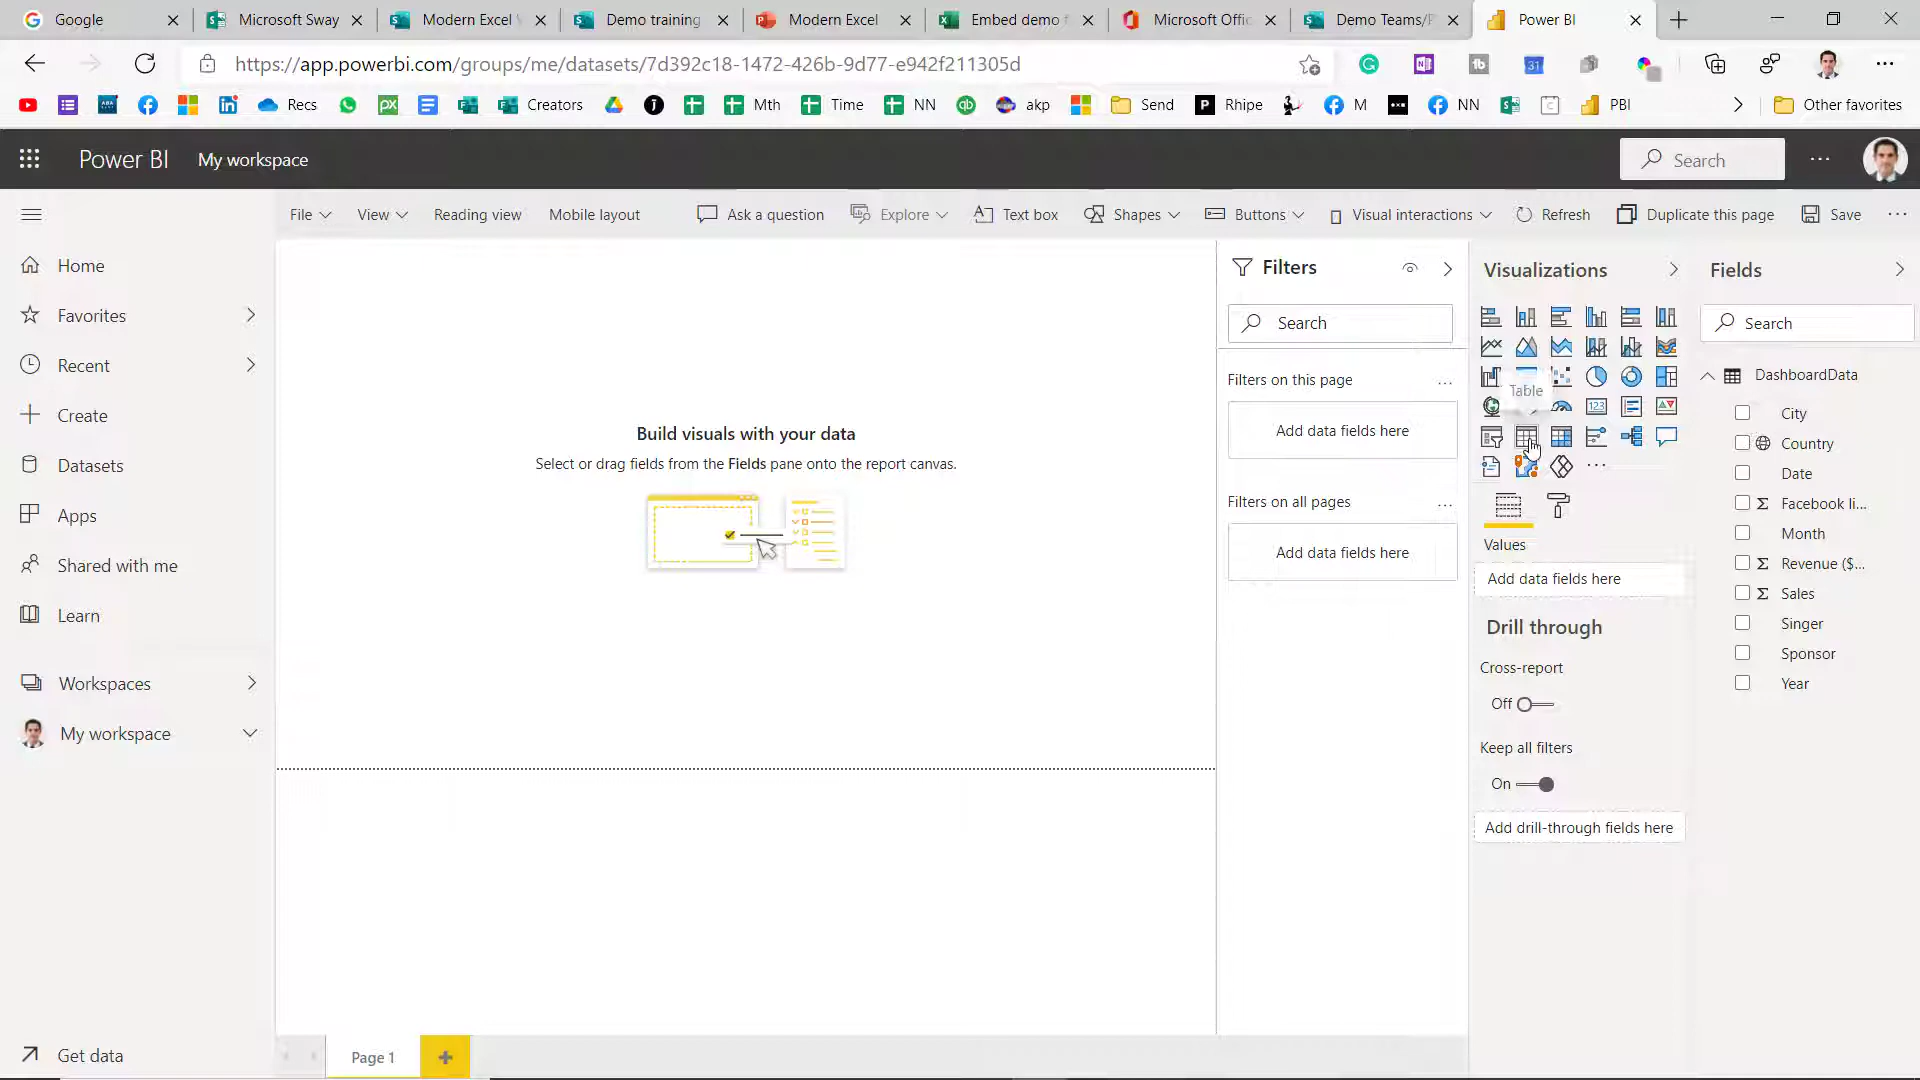 Google
Microsoft Sway
Modern Excel
Demo training
Modern Excel
Embed demo
Microsoft Offic
Demo Teams/
Power BI
https://app.powerbi.com/groups/me/datasets/7d392c18-1472-426b-9d77-e942f211305d
31
fb
Recs
Creators
Mth
Time
NN
akp
Send
Rhipe
M
NN
PBI
Other favorites
Power BI
My workspace
Search
File
View
Reading view
Mobile layout
Ask a question
Explore
Text box
Shapes
Buttons
Visual interactions
Refresh
Duplicate this page
Save
Home
Favorites
Recent
Create
Datasets
Apps
Shared with me
Learn
Workspaces
My workspace
Get data
Build visuals with your data
Select or drag fields from the Fields pane onto the report canvas.
Page 1
Filters
Search
Filters on this page
Add data fields here
Filters on all pages
Add data fields here
Visualizations
Table
123
Values
Add data fields here
Drill through
Cross-report
Off
Keep all filters
On
Add drill-through fields here
Fields
Search
DashboardData
City
Country
Date
Facebook li...
Month
Revenue ($...
Sales
Singer
Sponsor
Year